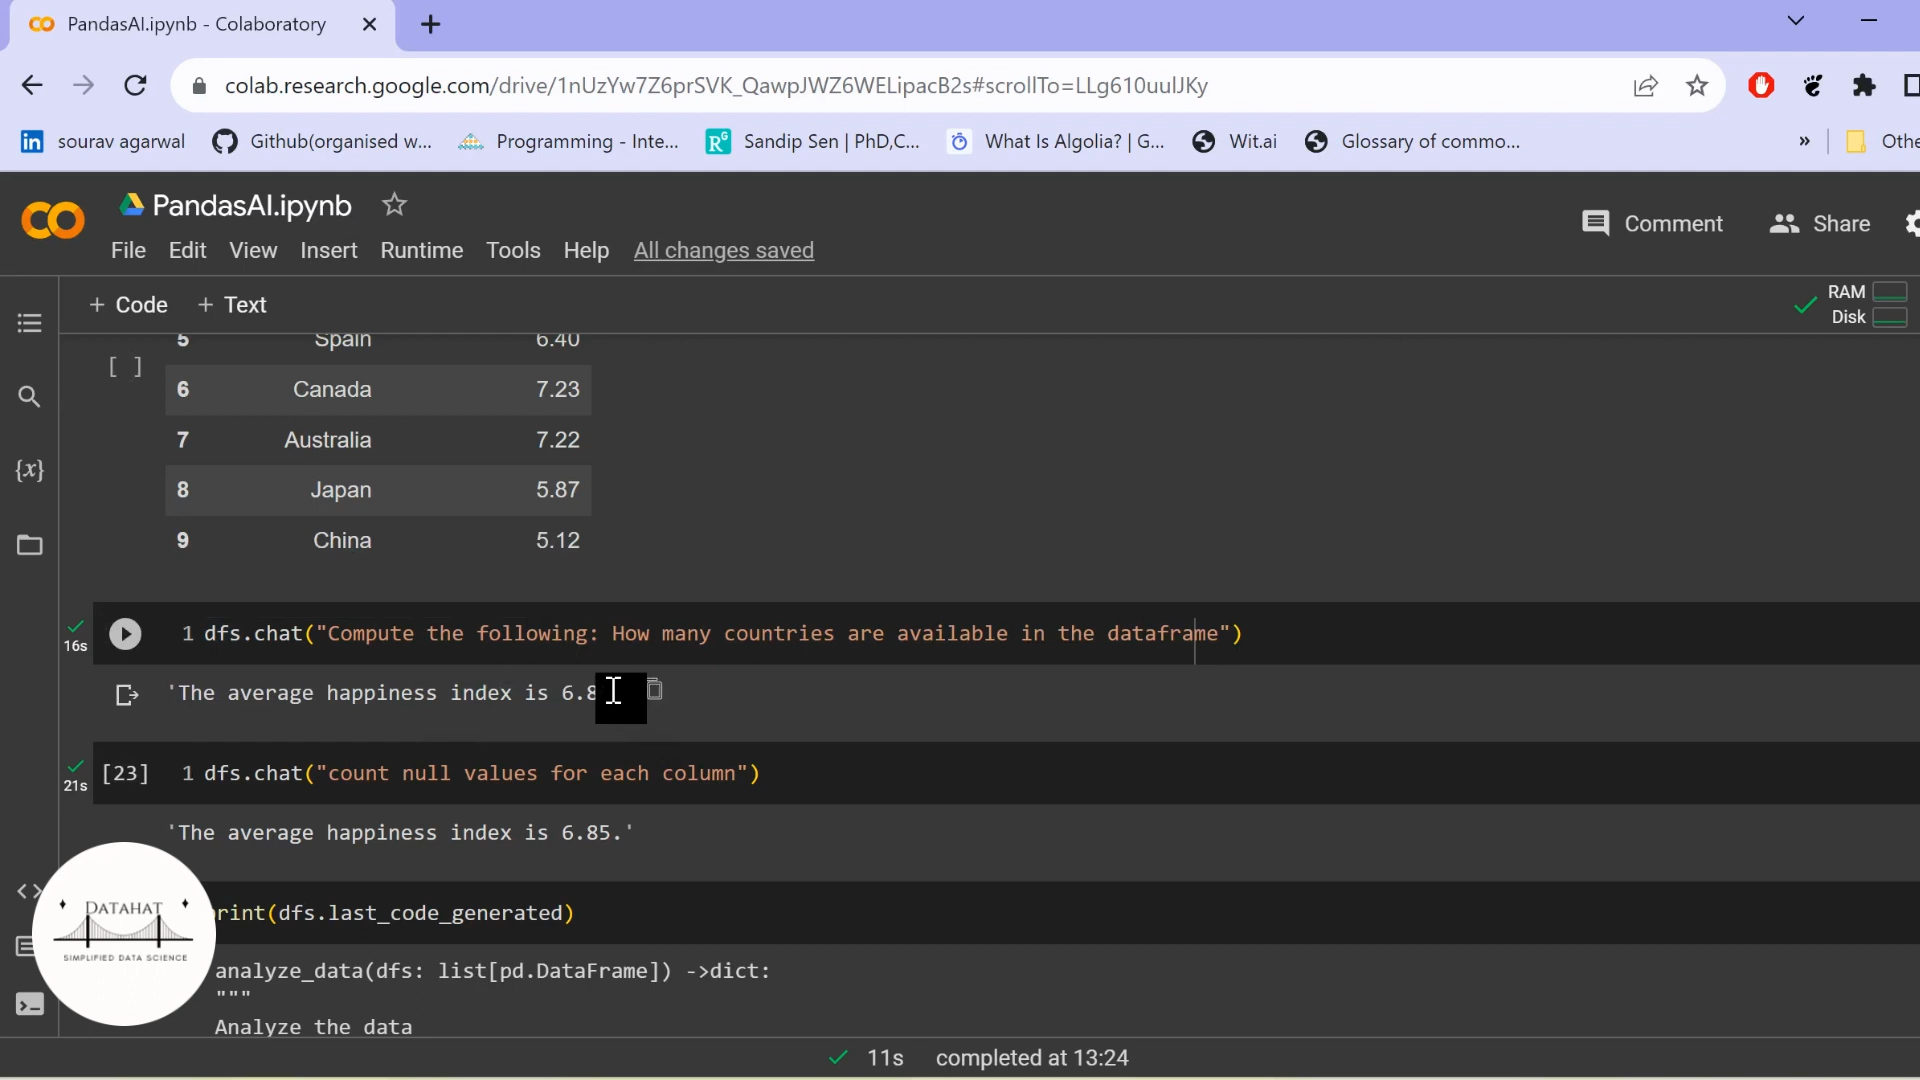 PandasAI.ipynb - Colaboratory
colab.research.google.com/drive/1nUzYw7Z6prSVK_QawpJWZ6WELipacB2s#scrollTo=LLg610uulJKy
sourav agarwal Github(organised w... Programming - Inte... Sandip Sen | PhD,C... What Is Algolia? | G... Wit.ai Glossary of commo... » Othe
PandasAI.ipynb
Comment Share
File Edit View Insert Runtime Tools Help All changes saved
+ Code + Text
RAM
Disk
5 Spain 6.40
[ ]
6 Canada 7.23
7 Australia 7.22
8 Japan 5.87
9 China 5.12
1 dfs.chat("Compute the following: How many countries are available in the dataframe")
16s
'The average happiness index is 6.8
[23] 1 dfs.chat("count null values for each column")
21s
'The average happiness index is 6.85.'
rint(dfs.last_code_generated)
analyze_data(dfs: list[pd.DataFrame]) ->dict:
"""
Analyze the data
DATAHAT
SIMPLIFIED DATA SCIENCE
11s completed at 13:24